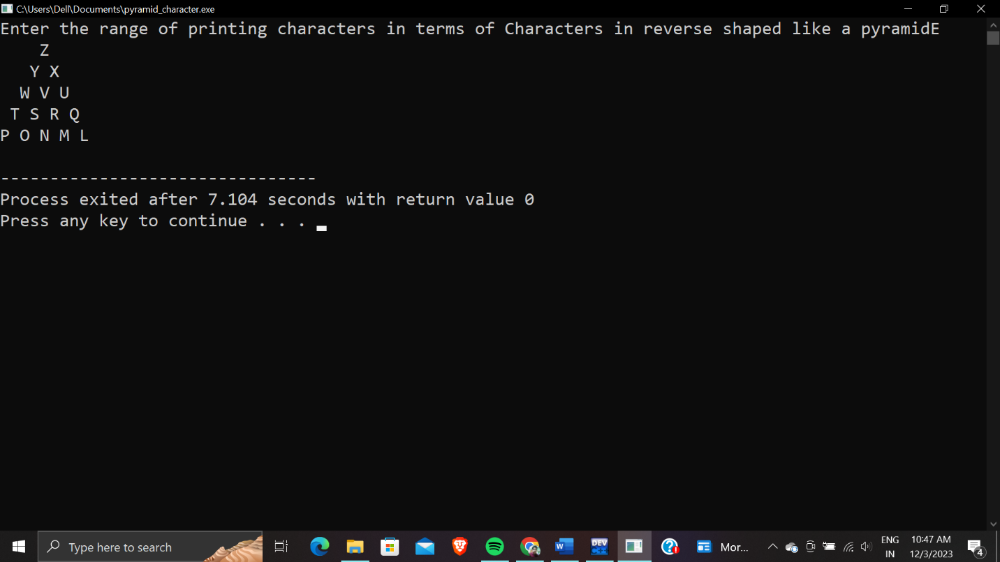 C:\Users\Dell\Documents\pyramid_character.exe
Enter the range of printing characters in terms of Characters in reverse shaped like a pyramidE
    Z
   Y X
  W V U
 T S R Q
P O N M L
--------------------------------
Process exited after 7.104 seconds with return value 0
Press any key to continue . . .
Type here to search
DEV
Mor...
ENG
IN
10:47 AM
12/3/2023
4